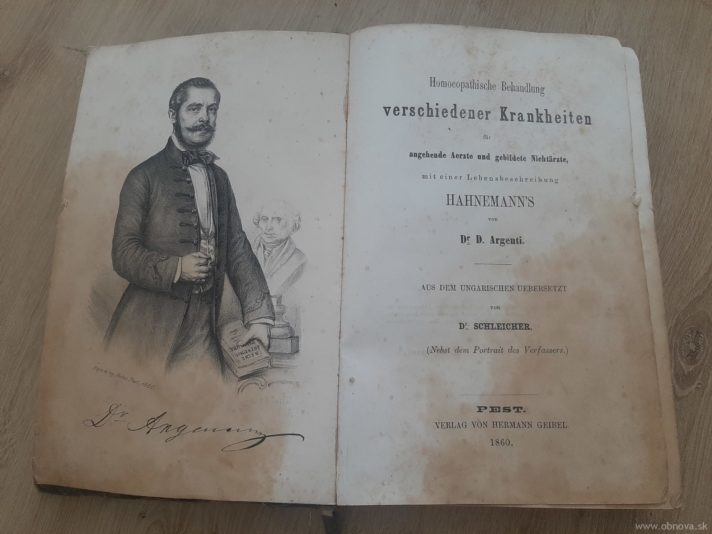 Dr Argenti
Homoeopathische Behandlung
verschiedener Krankheiten
für
angehende Aerzte und gebildete Nichtärzte,
mit einer Lebensbeschreibung
HAHNEMANN'S
von
Dr D. Argenti.
AUS DEM UNGARISCHEN UEBERSETZT
von
Dr. SCHLEICHER.
(Nebst dem Portrait des Verfassers.)
PEST.
VERLAG VON HERMANN GEIBEL
1860.
www.obnova.sk